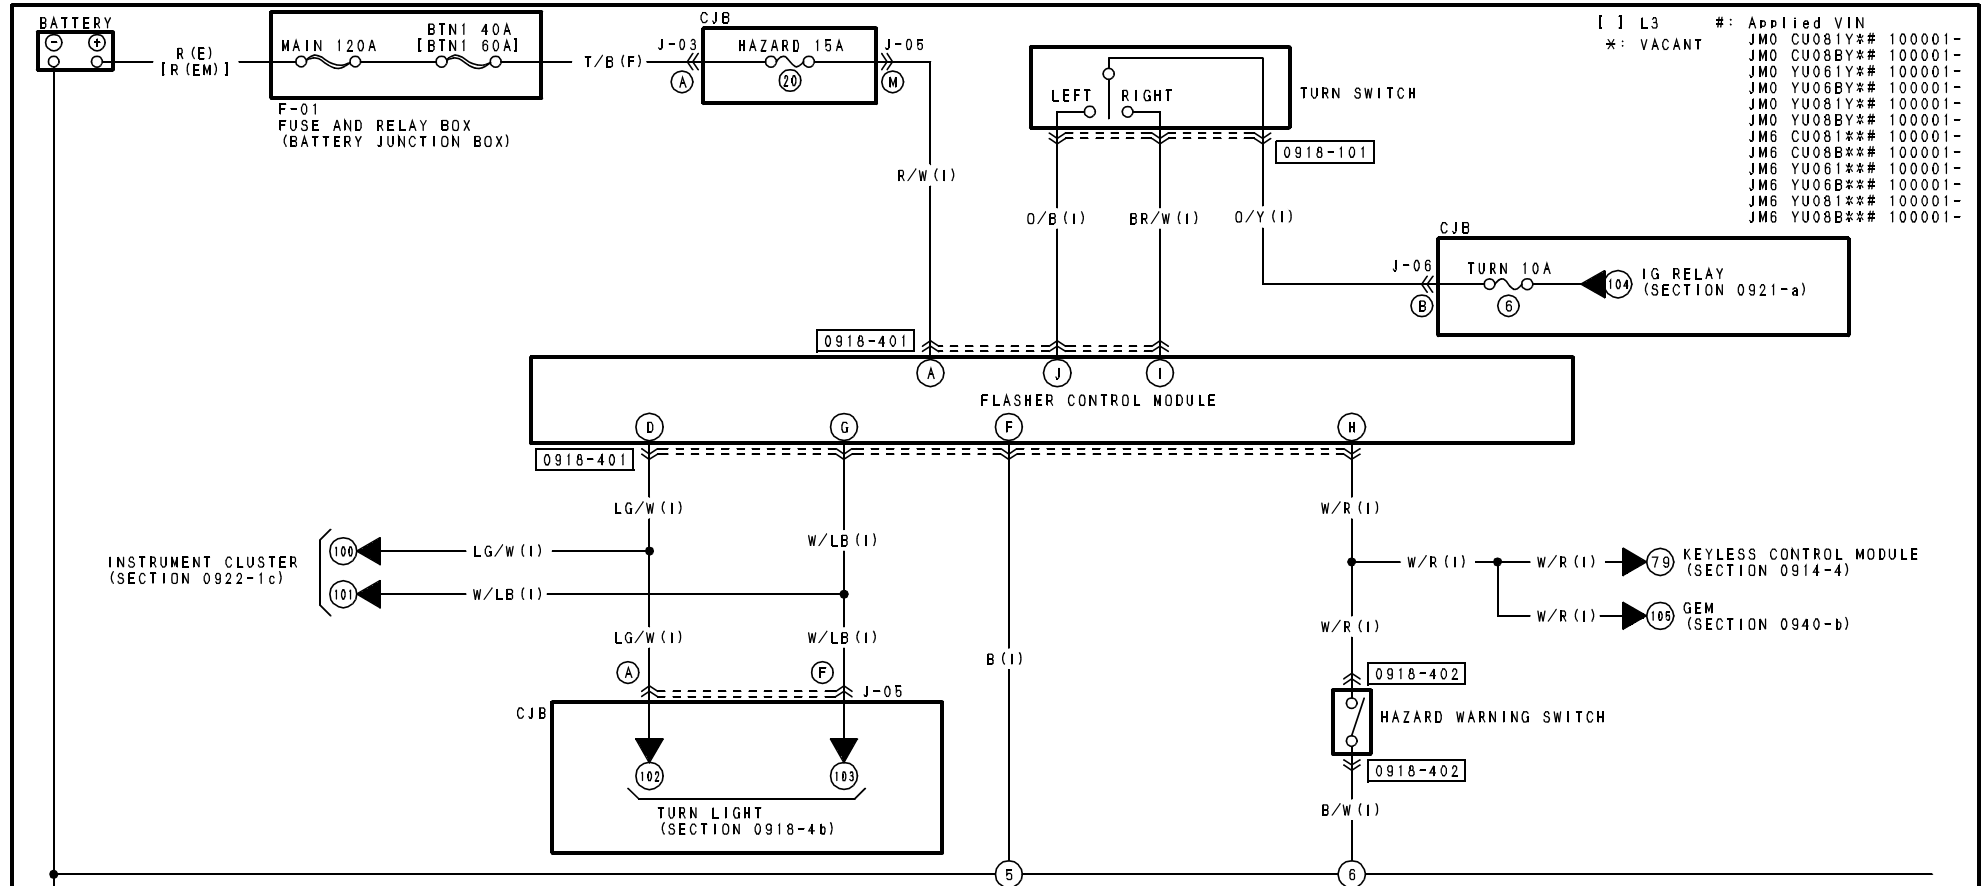 BATTERY
- +
R(E)
[R(EM)]
MAIN 120A
BTN1 40A
[BTN1 60A]
F-01
FUSE AND RELAY BOX
(BATTERY JUNCTION BOX)
T/B(F)
J-03
A
CJB
HAZARD 15A
20
J-05
M
R/W(I)
LEFT
RIGHT
TURN SWITCH
0918-101
O/B(I)
BR/W(I)
O/Y(I)
[ ] L3
*: VACANT
#: Applied VIN
JM0 CU081Y*# 100001-
JM0 CU08BY*# 100001-
JM0 YU061Y*# 100001-
JM0 YU06BY*# 100001-
JM0 YU081Y*# 100001-
JM0 YU08BY*# 100001-
JM6 CU081**# 100001-
JM6 CU08B**# 100001-
JM6 YU061**# 100001-
JM6 YU06B**# 100001-
JM6 YU081**# 100001-
JM6 YU08B**# 100001-
CJB
J-06
B
TURN 10A
6
104
IG RELAY
(SECTION 0921-a)
0918-401
A
J
I
FLASHER CONTROL MODULE
D
G
F
H
0918-401
LG/W(I)
W/LB(I)
W/R(I)
INSTRUMENT CLUSTER
(SECTION 0922-1c)
100
LG/W(I)
101
W/LB(I)
W/R(I)
W/R(I)
79
KEYLESS CONTROL MODULE
(SECTION 0914-4)
W/R(I)
105
GEM
(SECTION 0940-b)
LG/W(I)
W/LB(I)
B(I)
W/R(I)
A
F
J-05
CJB
102
103
TURN LIGHT
(SECTION 0918-4b)
0918-402
HAZARD WARNING SWITCH
0918-402
B/W(I)
5
6